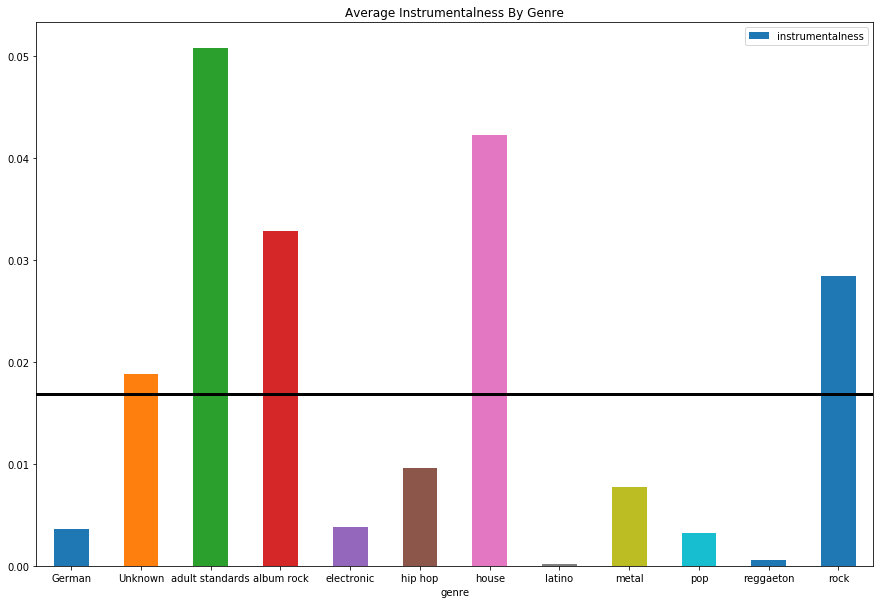 Average Instrumentalness By Genre
instrumentalness
0.05
0.04
0.03
0.02
0.01
0.00
German Unknown adult standards album rock electronic hip hop house latino metal pop reggaeton rock
genre